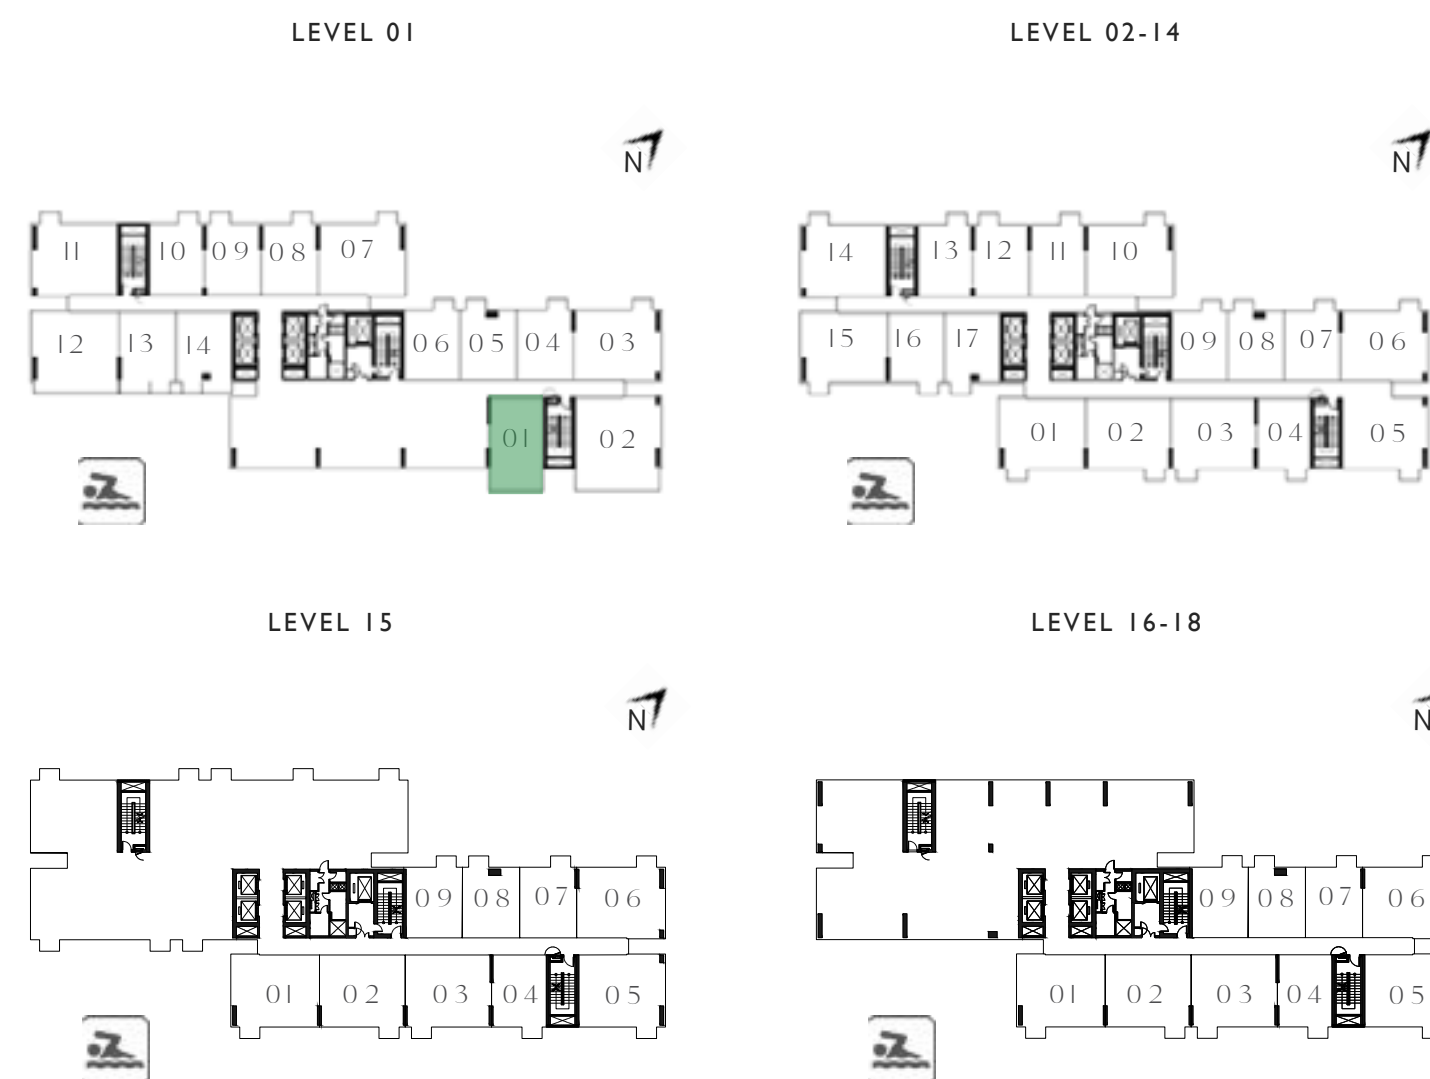 LEVEL 01
LEVEL 02-14
N
N
11 10 09 08 07
14 13 12 11 10
12 13 14 06 05 04 03
15 16 17 09 08 07 06
01 02
01 02 03 04 05
LEVEL 15
LEVEL 16-18
N
N
09 08 07 06
09 08 07 06
01 02 03 04 05
01 02 03 04 05